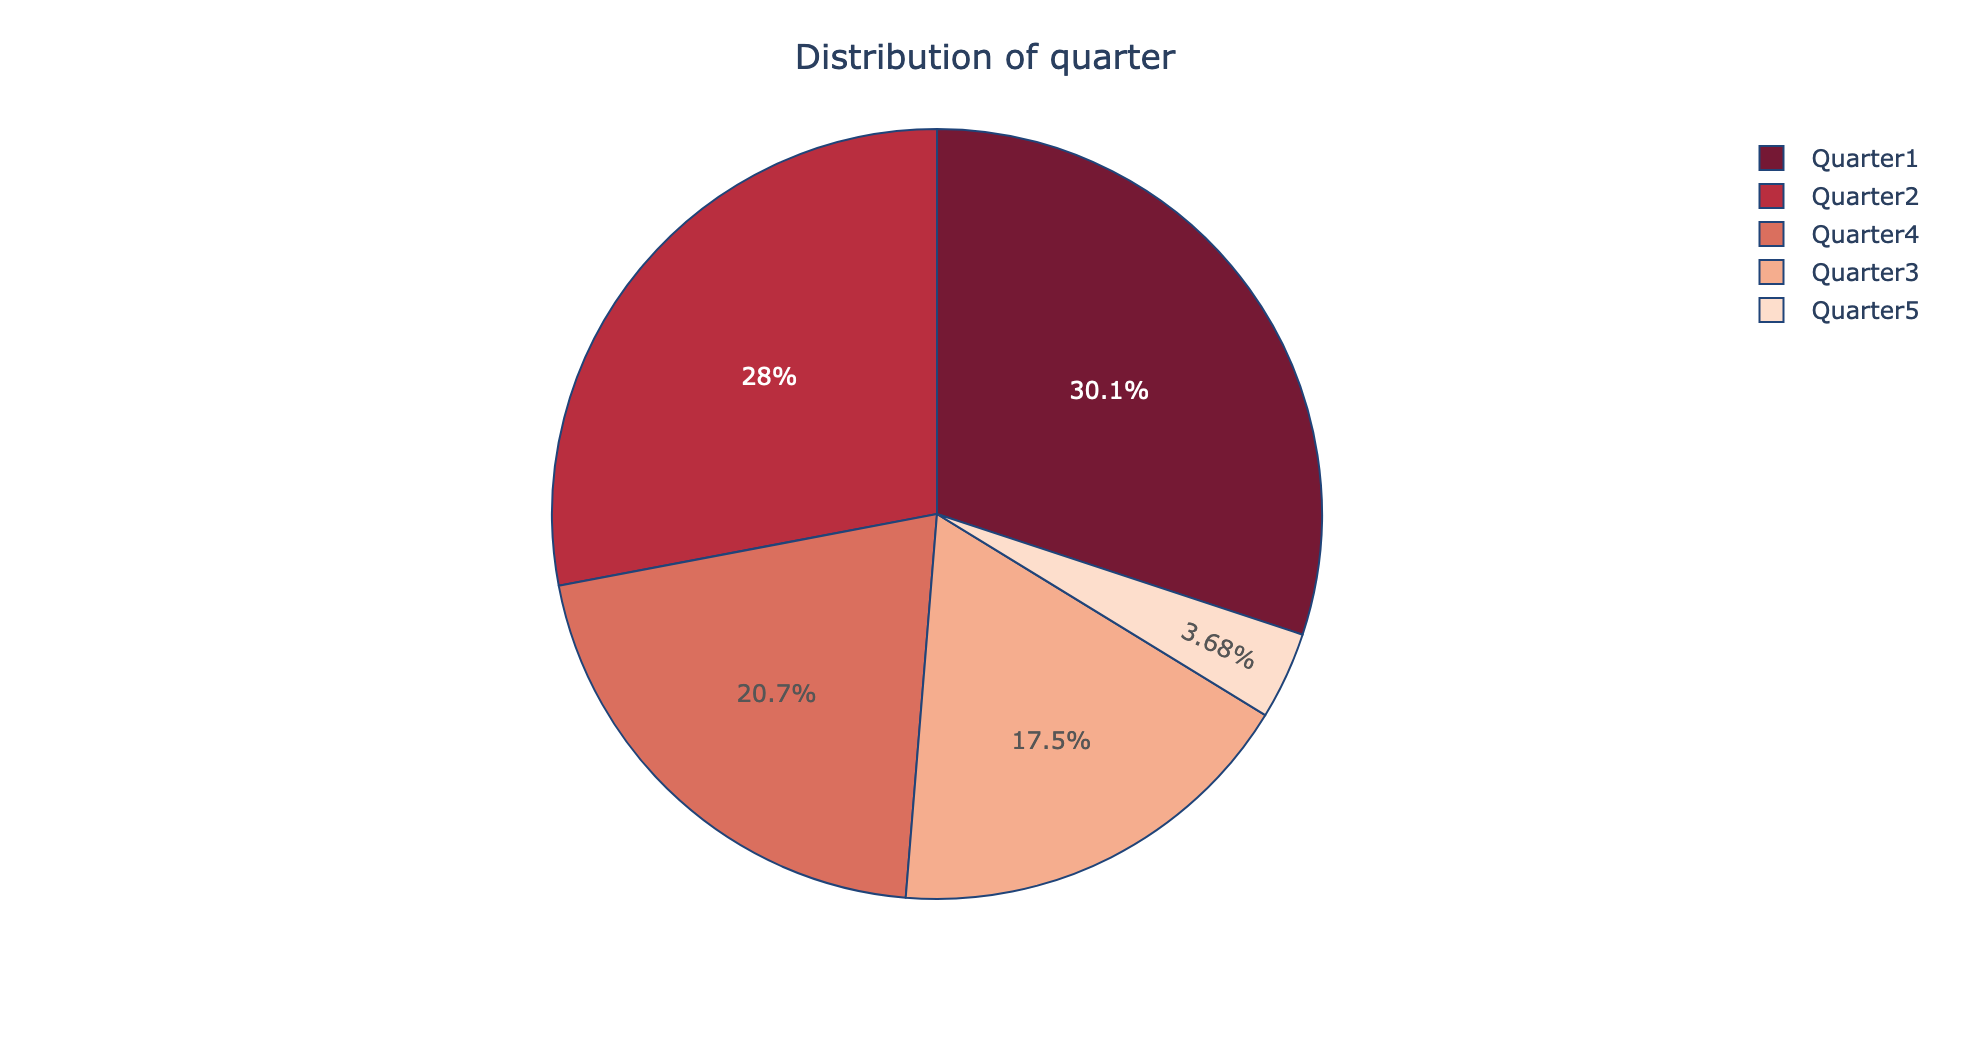 Distribution of quarter
Quarter1
Quarter2
Quarter4
Quarter3
Quarter5
28%
30.1%
3.68%
20.7%
17.5%